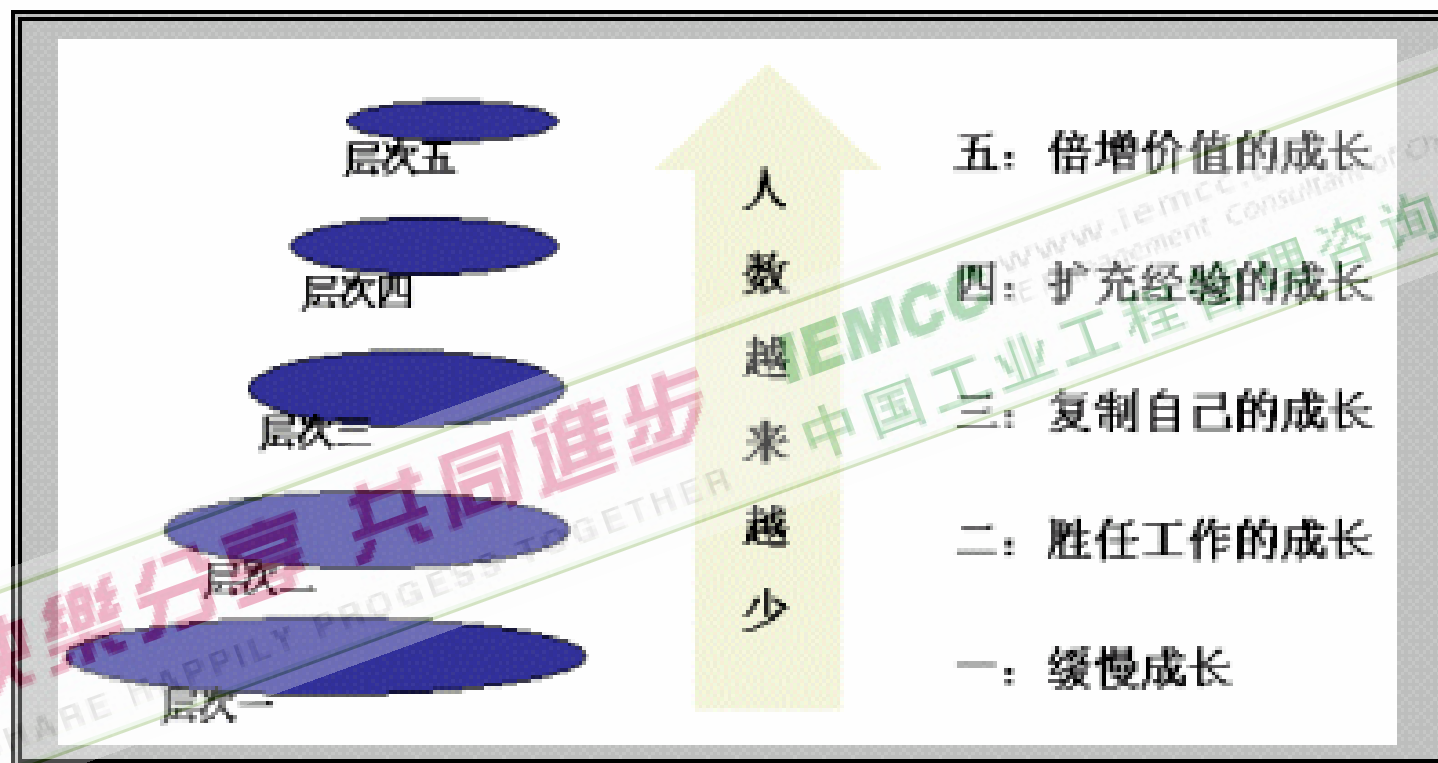 层次五
层次四
层次三
层次二
层次一
人数越来越少
五：倍增价值的成长
四：扩充经验的成长
三：复制自己的成长
二：胜任工作的成长
一：缓慢成长
快樂分享 共同進步
SHARE HAPPILY PROGESS TOGETHER
IEMCC
www.iemcc.c
Management Consultant of Ch
中国工业工程管理咨询